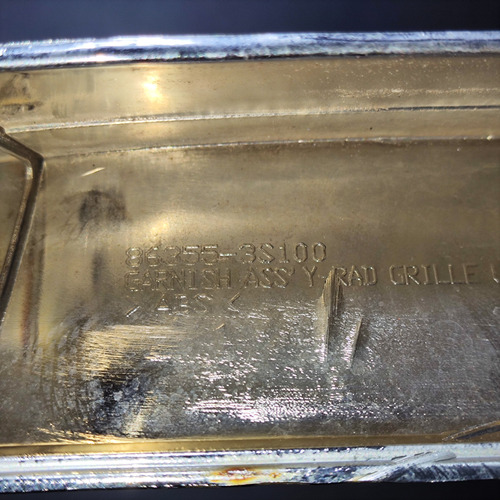 86355-3S100
GARNISH ASS'Y-RAD GRILLE
>ABS<